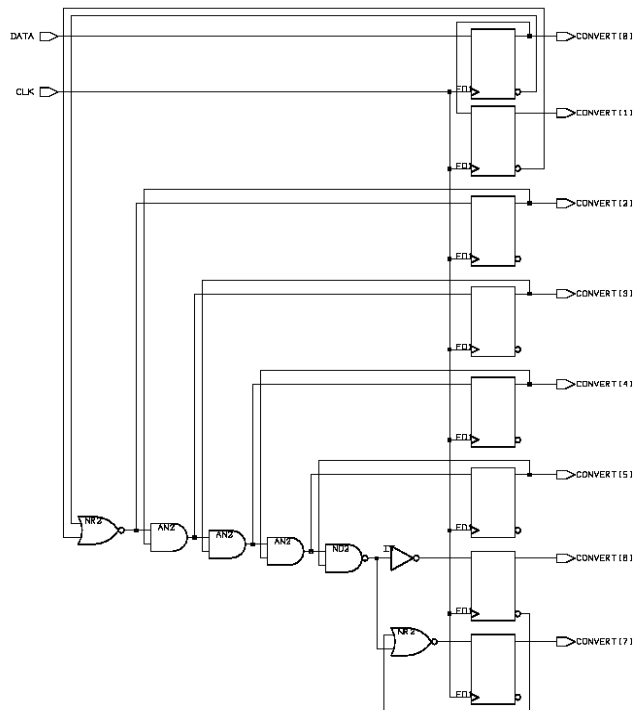 DATA
CONVERT[0]
CLK
FD1
CONVERT[1]
FD1
CONVERT[2]
FD1
CONVERT[3]
FD1
CONVERT[4]
FD1
CONVERT[5]
NR2
AN2
AN2
AN2
ND2
FD1
CONVERT[6]
FD1
NR2
CONVERT[7]
FD1